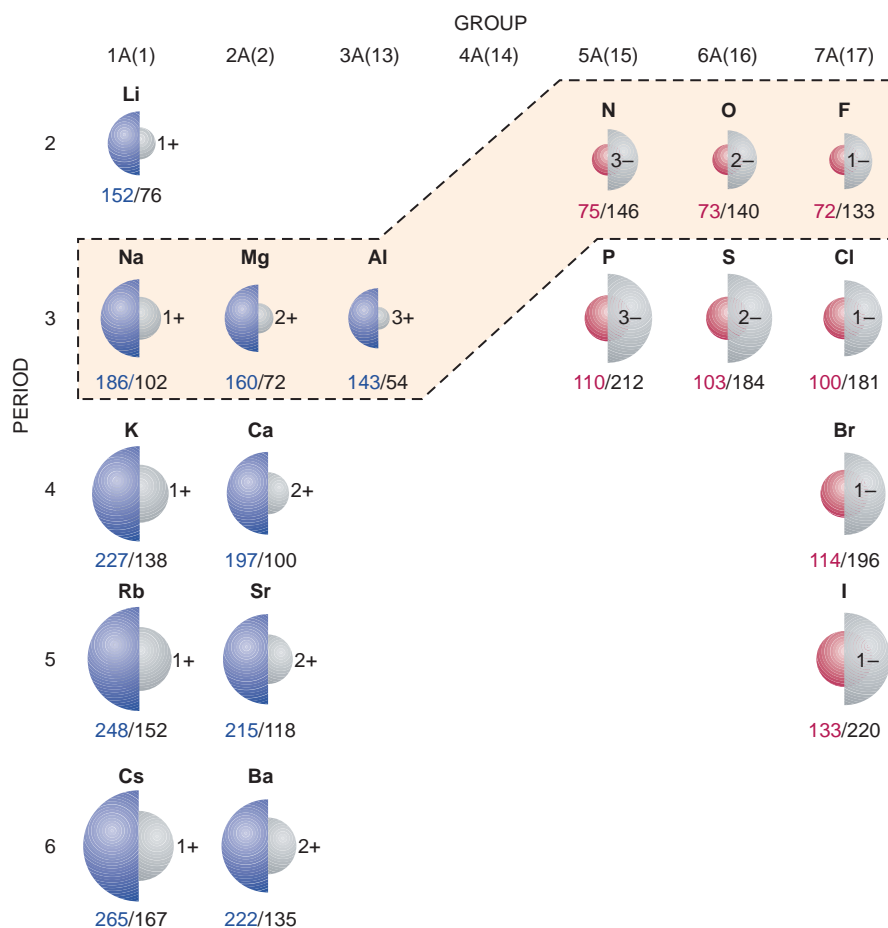 GROUP
1A(1) 2A(2) 3A(13) 4A(14) 5A(15) 6A(16) 7A(17)
PERIOD
Li N O F
2 1+ 3– 2– 1–
152/76 75/146 73/140 72/133
Na Mg Al P S Cl
3 1+ 2+ 3+ 3– 2– 1–
186/102 160/72 143/54 110/212 103/184 100/181
K Ca Br
4 1+ 2+ 1–
227/138 197/100 114/196
Rb Sr I
5 1+ 2+ 1–
248/152 215/118 133/220
Cs Ba
6 1+ 2+
265/167 222/135